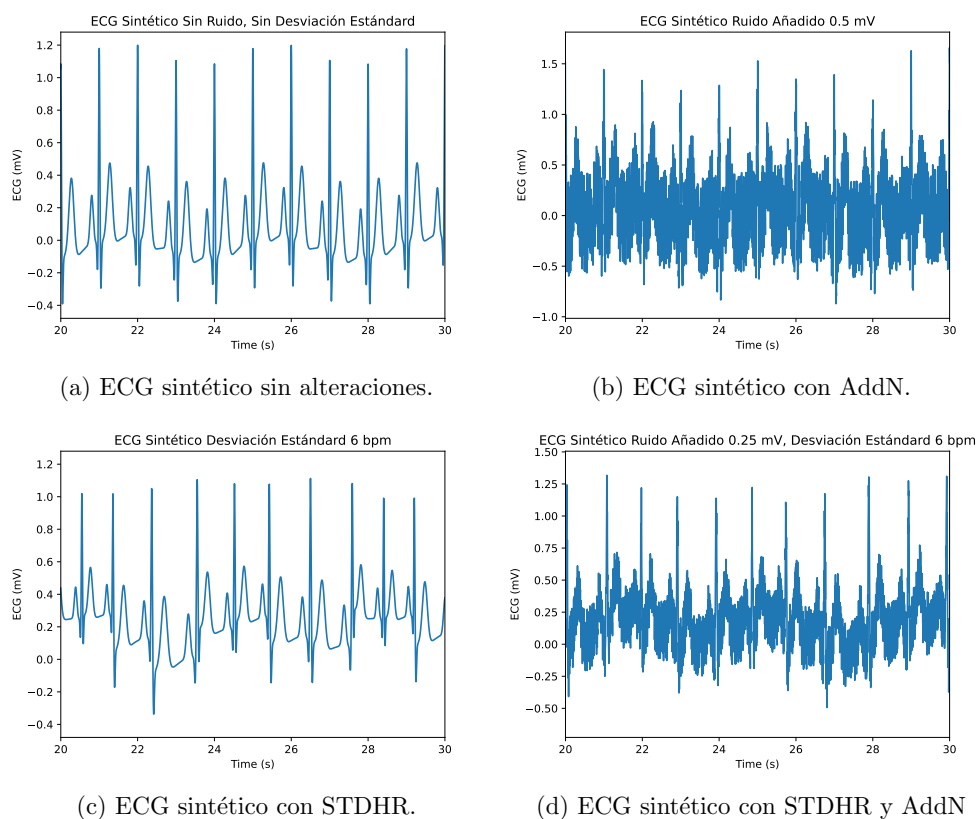 ECG Sintético Sin Ruido, Sin Desviación Estándard
1.2
1.0
0.8
0.6
0.4
0.2
0.0
−0.2
−0.4
ECG (mV)
20 22 24 26 28 30
Time (s)
(a) ECG sintético sin alteraciones.
ECG Sintético Ruido Añadido 0.5 mV
1.5
1.0
0.5
0.0
−0.5
−1.0
ECG (mV)
20 22 24 26 28 30
Time (s)
(b) ECG sintético con AddN.
ECG Sintético Desviación Estándard 6 bpm
1.2
1.0
0.8
0.6
0.4
0.2
0.0
−0.2
−0.4
ECG (mV)
20 22 24 26 28 30
Time (s)
(c) ECG sintético con STDHR.
ECG Sintético Ruido Añadido 0.25 mV, Desviación Estándard 6 bpm
1.50
1.25
1.00
0.75
0.50
0.25
0.00
−0.25
−0.50
ECG (mV)
20 22 24 26 28 30
Time (s)
(d) ECG sintético con STDHR y AddN